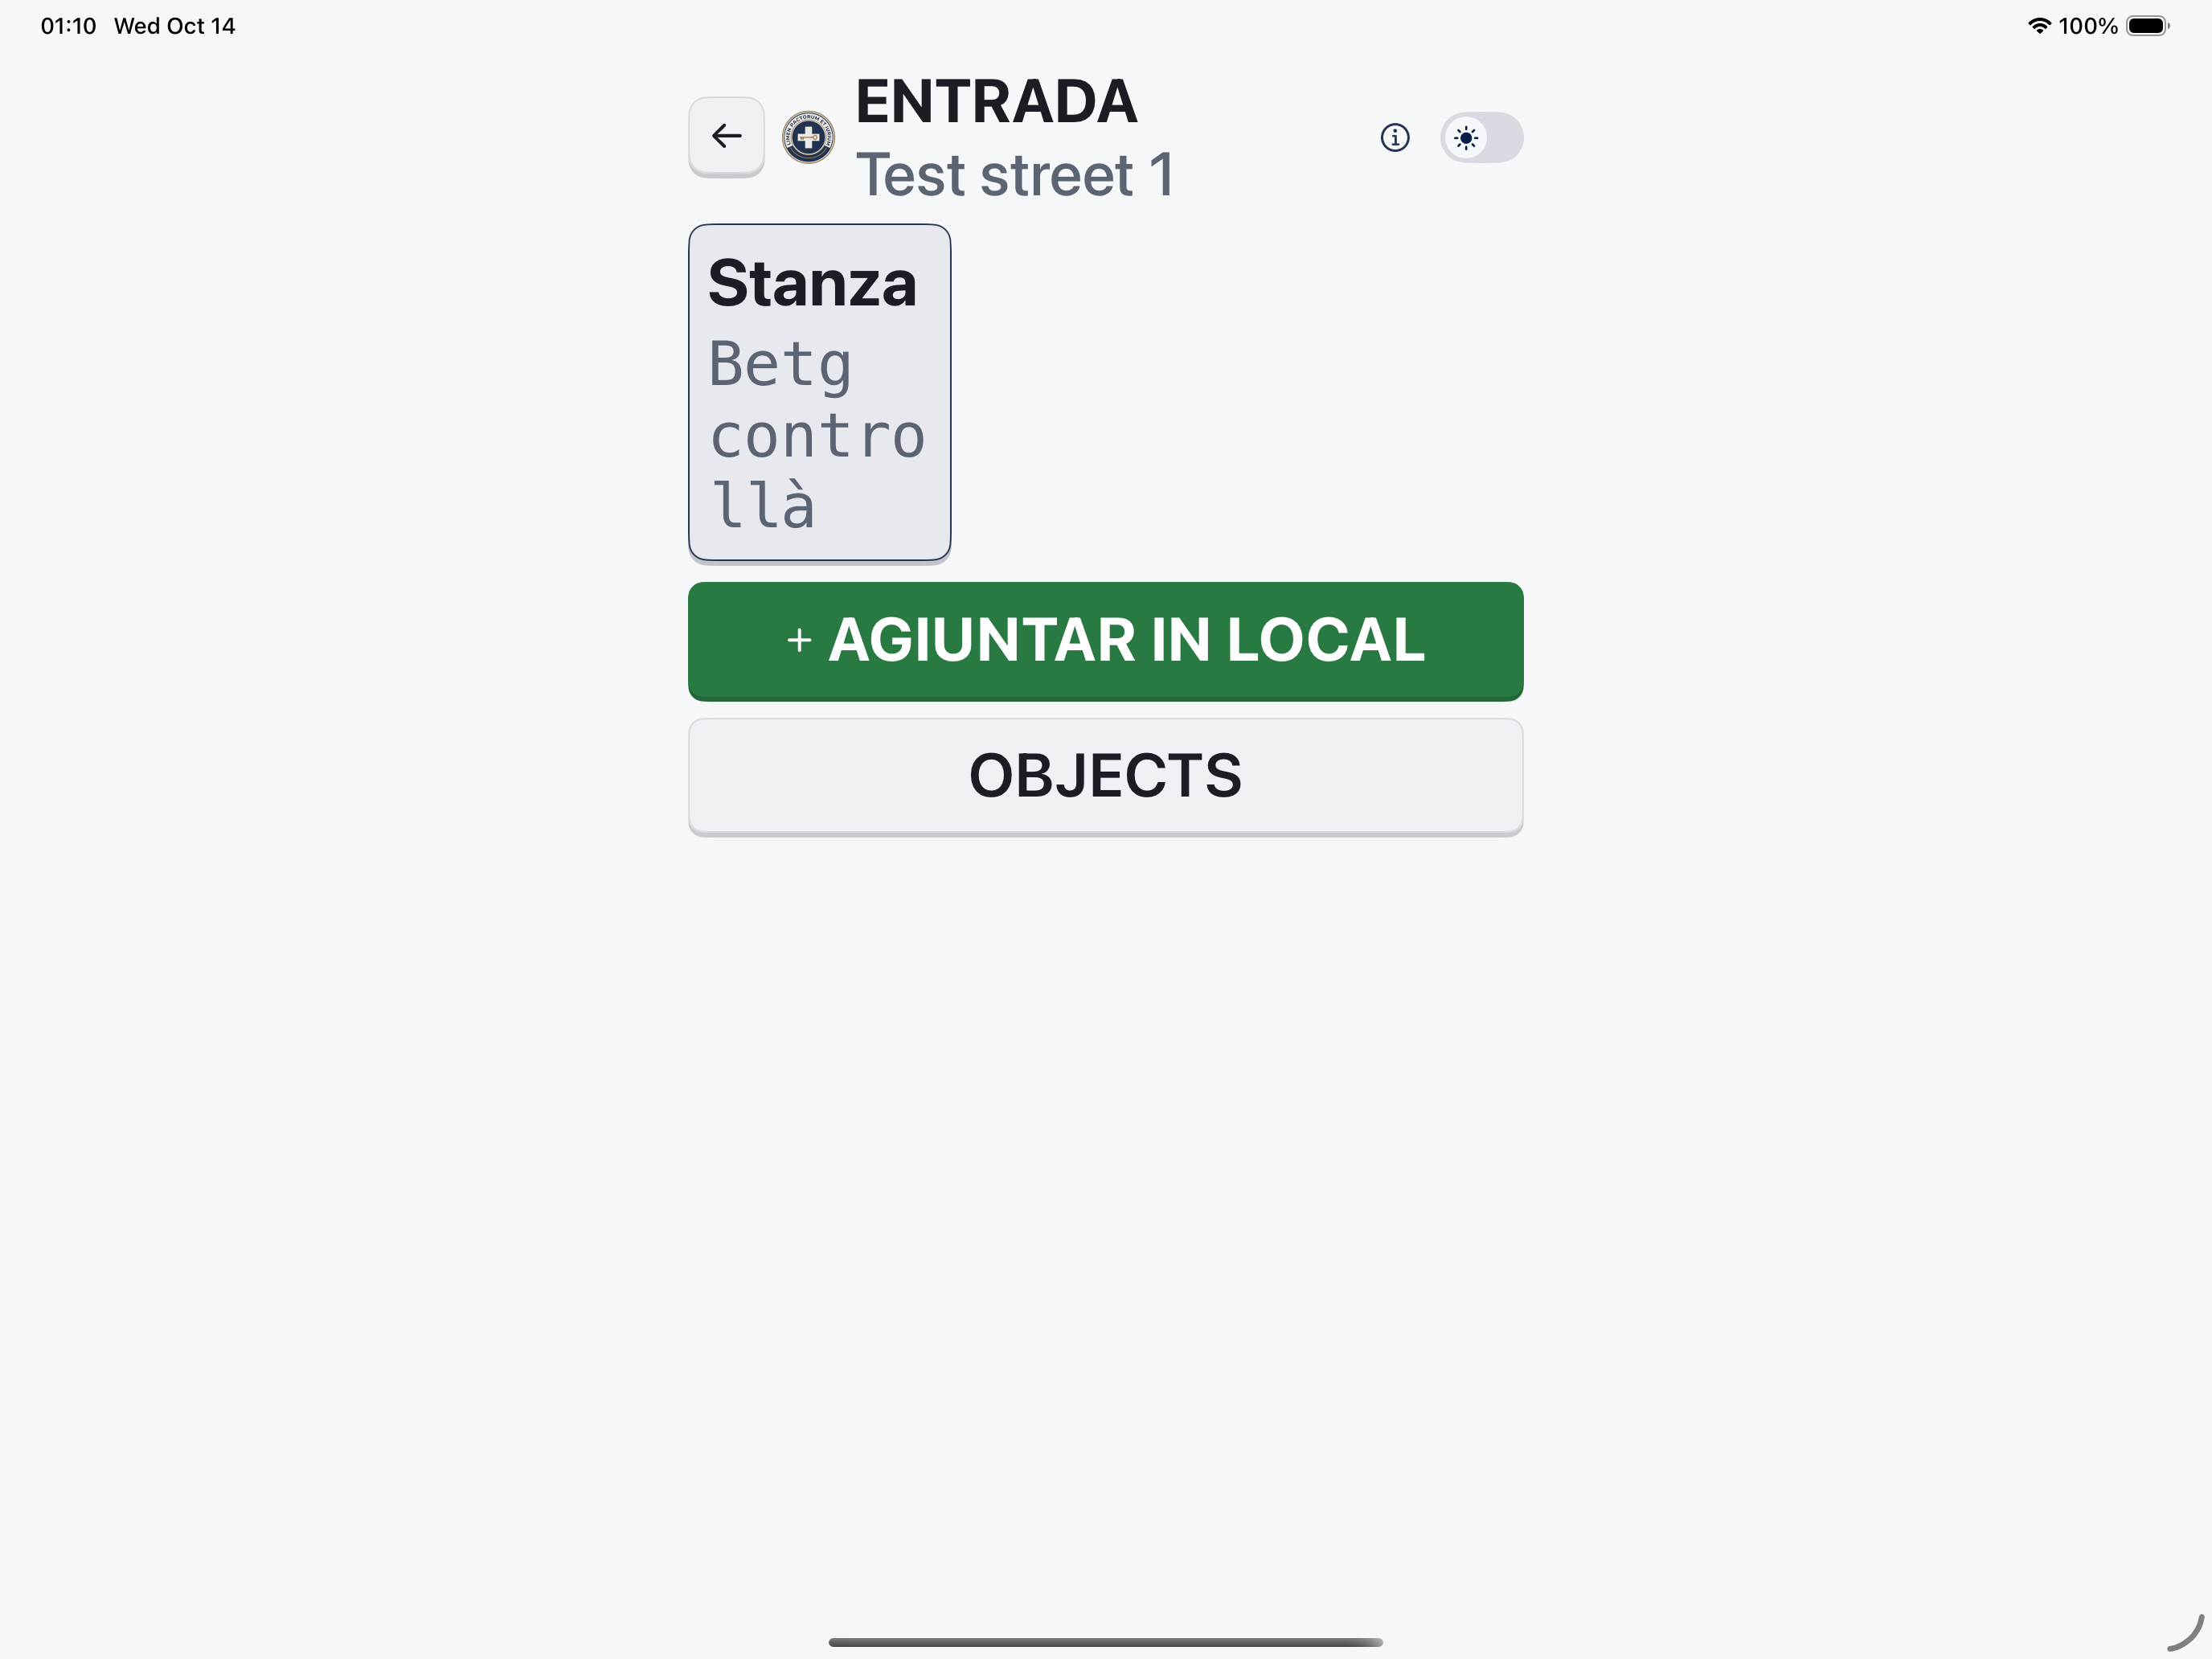 01:10 Wed Oct 14
100%
ENTRADA
Test street 1
Stanza
Betg
contro
llà
+ AGIUNTAR IN LOCAL
OBJECTS